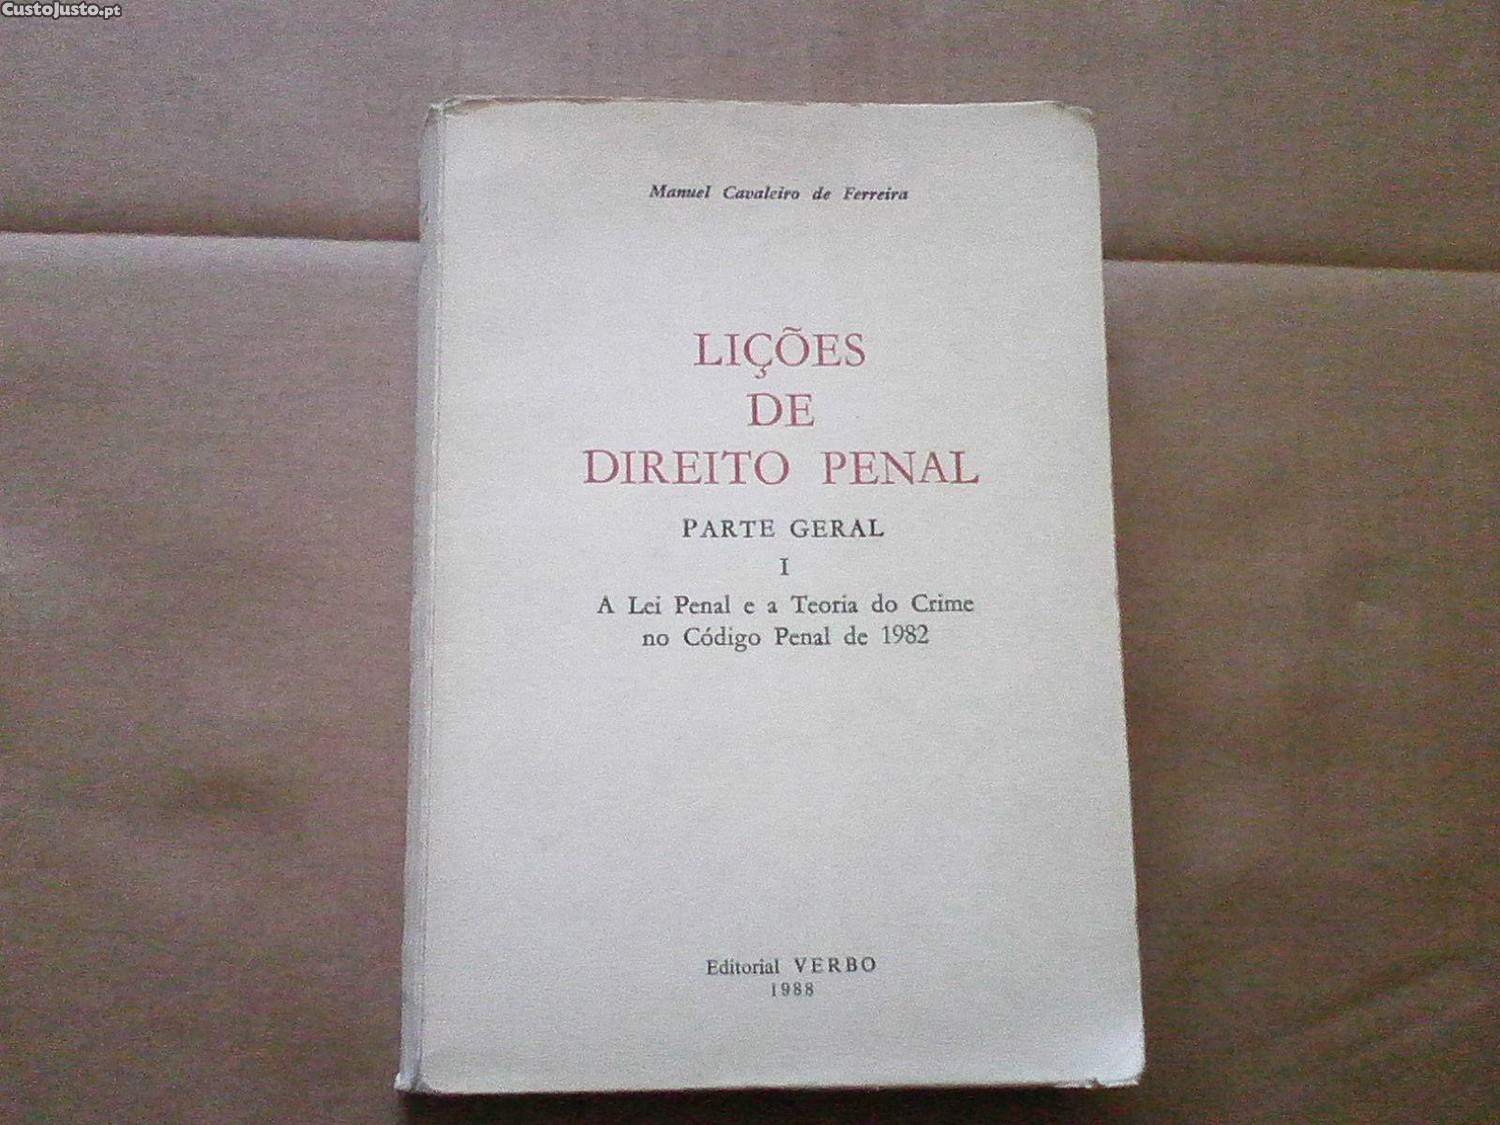 CustoJusto.pt
Manuel Cavaleiro de Ferreira
LIÇÕES
DE
DIREITO PENAL
PARTE GERAL
I
A Lei Penal e a Teoria do Crime
no Código Penal de 1982
Editorial VERBO
1988